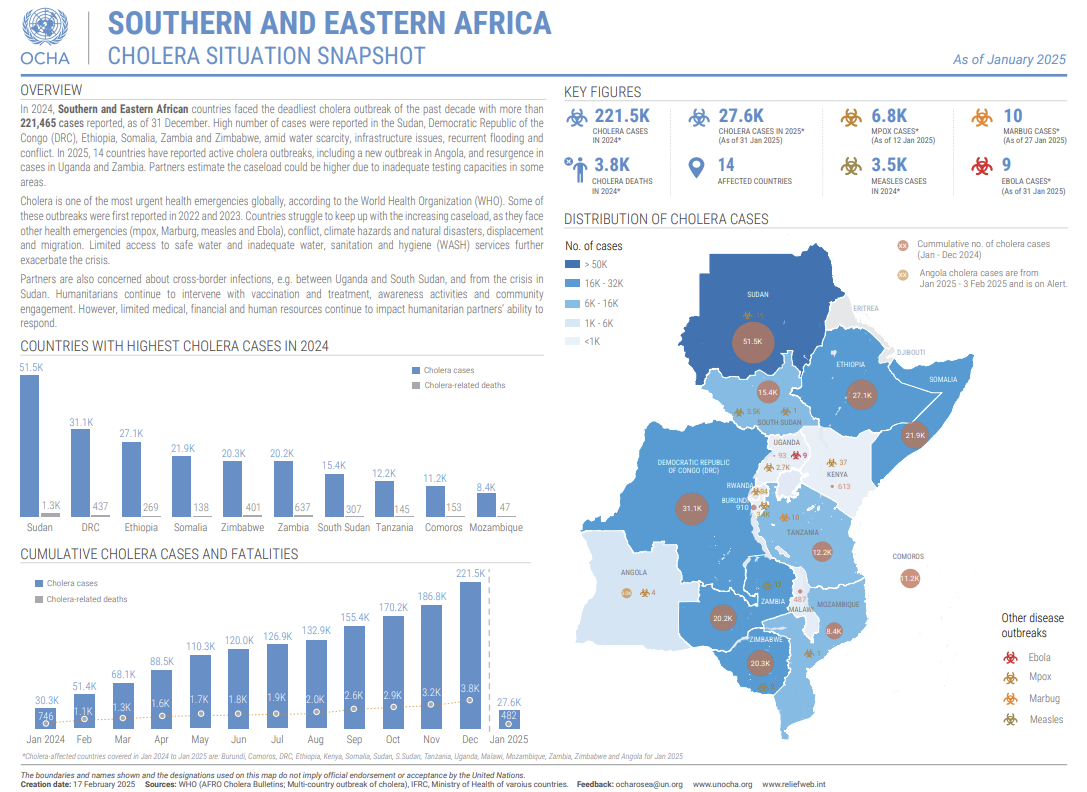 OCHA
SOUTHERN AND EASTERN AFRICA
CHOLERA SITUATION SNAPSHOT
As of January 2025
OVERVIEW
In 2024, Southern and Eastern African countries faced the deadliest cholera outbreak of the past decade with more than
221,465 cases reported, as of 31 December. High number of cases were reported in the Sudan, Democratic Republic of the
Congo (DRC), Ethiopia, Somalia, Zambia and Zimbabwe, amid water scarcity, infrastructure issues, recurrent flooding and
conflict. In 2025, 14 countries have reported active cholera outbreaks, including a new outbreak in Angola, and resurgence in
cases in Uganda and Zambia. Partners estimate the caseload could be higher due to inadequate testing capacities in some
areas.
Cholera is one of the most urgent health emergencies globally, according to the World Health Organization (WHO). Some of
these outbreaks were first reported in 2022 and 2023. Countries struggle to keep up with the increasing caseload, as they face
other health emergencies (mpox, Marburg, measles and Ebola), conflict, climate hazards and natural disasters, displacement
and migration. Limited access to safe water and inadequate water, sanitation and hygiene (WASH) services further
exacerbate the crisis.
Partners are also concerned about cross-border infections, e.g. between Uganda and South Sudan, and from the crisis in
Sudan. Humanitarians continue to intervene with vaccination and treatment, awareness activities and community
engagement. However, limited medical, financial and human resources continue to impact humanitarian partners' ability to
respond.
COUNTRIES WITH HIGHEST CHOLERA CASES IN 2024
Cholera cases
Cholera-related deaths
51.5K
31.1K
27.1K
21.9K
20.3K
20.2K
15.4K
12.2K
11.2K
8.4K
1.3K
437
269
138
401
637
307
145
153
47
Sudan
DRC
Ethiopia
Somalia
Zimbabwe
Zambia
South Sudan
Tanzania
Comoros
Mozambique
CUMULATIVE CHOLERA CASES AND FATALITIES
Cholera cases
Cholera-related deaths
30.3K
51.4K
68.1K
88.5K
110.3K
120.0K
126.9K
132.9K
155.4K
170.2K
186.8K
221.5K
27.6K
746
1.1K
1.3K
1.6K
1.7K
1.8K
1.9K
2.0K
2.6K
2.9K
3.2K
3.8K
482
Jan 2024
Feb
Mar
Apr
May
Jun
Jul
Aug
Sep
Oct
Nov
Dec
Jan 2025
KEY FIGURES
221.5K
CHOLERA CASES
IN 2024*
27.6K
CHOLERA CASES IN 2025*
(As of 31 Jan 2025)
6.8K
MPOX CASES*
(As of 12 Jan 2025)
10
MARBUG CASES*
(As of 27 Jan 2025)
3.8K
CHOLERA DEATHS
IN 2024*
14
AFFECTED COUNTRIES
3.5K
MEASLES CASES
IN 2024*
9
EBOLA CASES*
(As of 31 Jan 2025)
DISTRIBUTION OF CHOLERA CASES
No. of cases
> 50K
16K - 32K
6K - 16K
1K - 6K
<1K
XX
Cummulative no. of cholera cases
(Jan - Dec 2024)
XX
Angola cholera cases are from
Jan 2025 - 3 Feb 2025 and is on Alert.
SUDAN
51.5K
ERITREA
DJIBOUTI
ETHIOPIA
27.1K
SOMALIA
21.9K
15.4K
3.5K
1
SOUTH SUDAN
UGANDA
93
9
2.7K
37
KENYA
613
DEMOCRATIC REPUBLIC
OF CONGO (DRC)
31.1K
RWANDA
BURUNDI
910
10
TANZANIA
12.2K
COMOROS
11.2K
ANGOLA
4
ZAMBIA
20.2K
487
MALAWI
MOZAMBIQUE
8.4K
1
ZIMBABWE
20.3K
Other disease
outbreaks
Ebola
Mpox
Marbug
Measles
*Cholera-affected countries covered in Jan 2024 to Jan 2025 are: Burundi, Comoros, DRC, Ethiopia, Kenya, Somalia, Sudan, S.Sudan, Tanzania, Uganda, Malawi, Mozambique, Zambia, Zimbabwe and Angola for Jan 2025
The boundaries and names shown and the designations used on this map do not imply official endorsement or acceptance by the United Nations.
Creation date: 17 February 2025 Sources: WHO (AFRO Cholera Bulletins; Multi-country outbreak of cholera), IFRC, Ministry of Health of varoius countries. Feedback: ocharosea@un.org www.unocha.org www.reliefweb.int